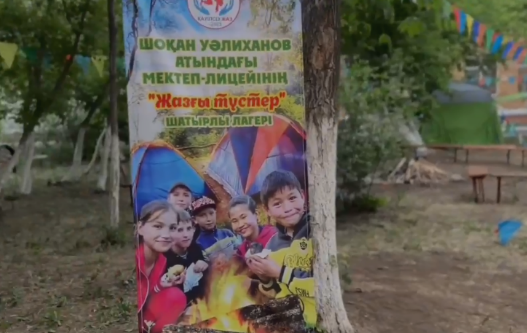 ШОҚАН УӘЛИХАНОВ
АТЫНДАҒЫ
МЕКТЕП-ЛИЦЕЙІНІҢ
"Жазғы түстер"
ШАТЫРЛЫ ЛАГЕРІ